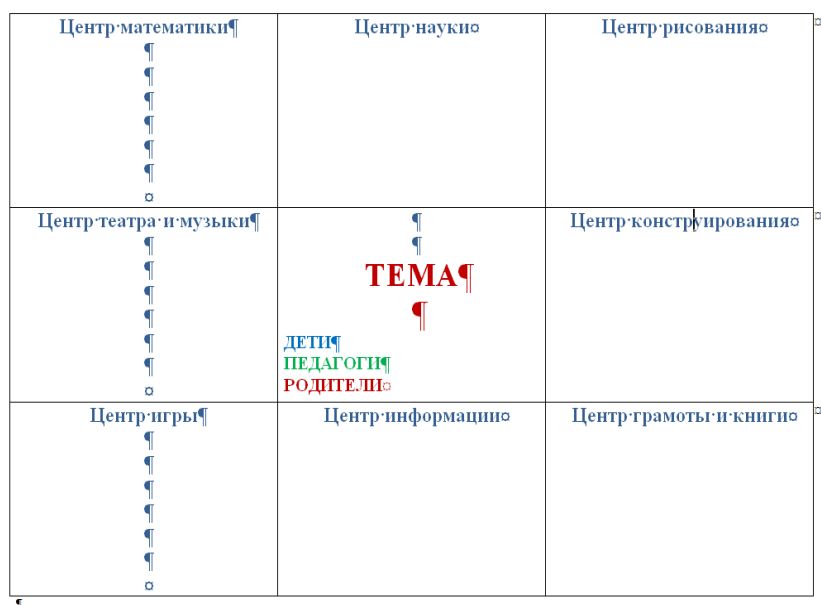 Центр математики
Центр науки
Центр рисования
Центр театра и музыки
ТЕМА
ДЕТИ
ПЕДАГОГИ
РОДИТЕЛИ
Центр конструирования
Центр игры
Центр информации
Центр грамоты и книги